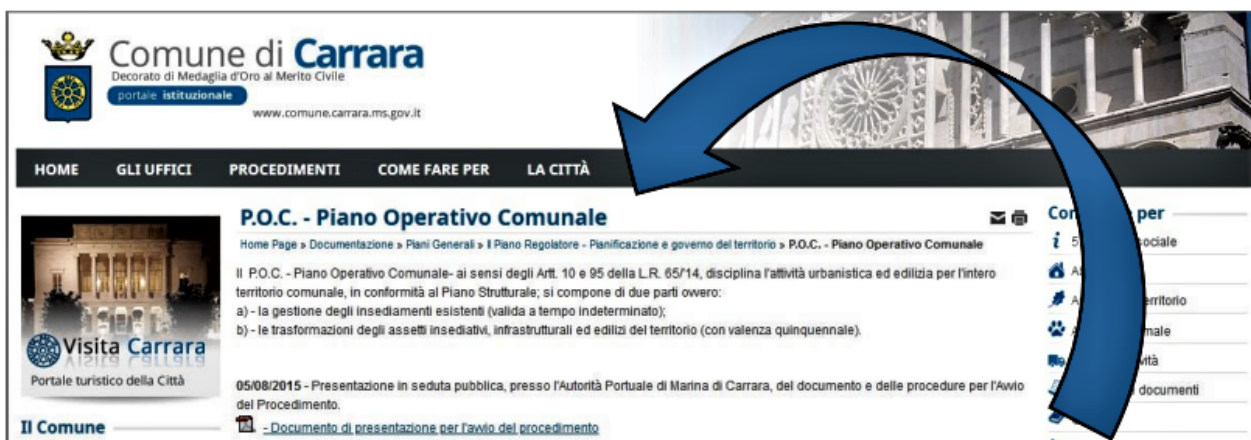 Comune di Carrara
Decorato di Medaglia d'Oro al Merito Civile
portale istituzionale
www.comune.carrara.ms.gov.it
HOME GLI UFFICI PROCEDIMENTI COME FARE PER LA CITTÀ
Visita Carrara
Portale turistico della Città
Il Comune
P.O.C. - Piano Operativo Comunale
Home Page » Documentazione » Piani Generali » Il Piano Regolatore - Pianificazione e governo del territorio » P.O.C. - Piano Operativo Comunale
Il P.O.C. - Piano Operativo Comunale- ai sensi degli Artt. 10 e 95 della L.R. 65/'14, disciplina l'attività urbanistica ed edilizia per l'intero
territorio comunale, in conformità al Piano Strutturale; si compone di due parti ovvero:
a) - la gestione degli insediamenti esistenti (valida a tempo indeterminato);
b) - le trasformazioni degli assetti insediativi, infrastrutturali ed edilizi del territorio (con valenza quinquennale).
05/08/2015 - Presentazione in seduta pubblica, presso l'Autorità Portuale di Marina di Carrara, del documento e delle procedure per l'Avvio
del Procedimento.
- Documento di presentazione per l'avvio del procedimento
per
sociale
documenti